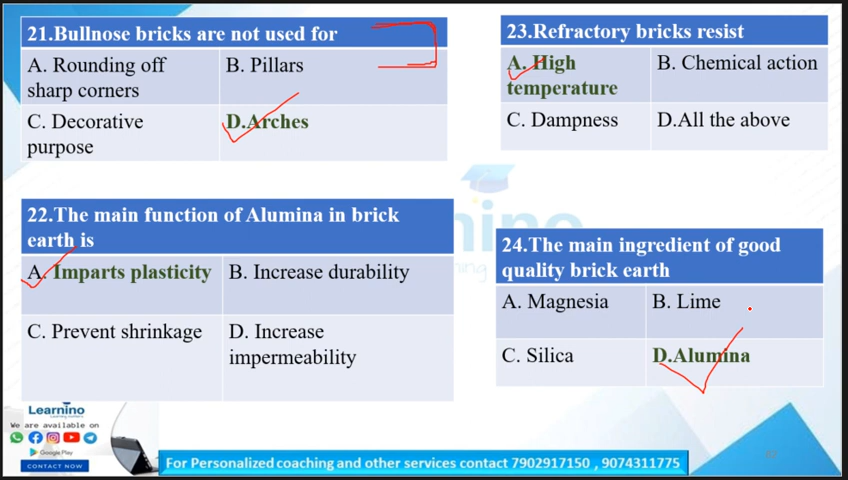 21.Bullnose bricks are not used for
A. Rounding off
sharp corners
B. Pillars
C. Decorative
purpose
D.Arches
22.The main function of Alumina in brick
earth is
A. Imparts plasticity
B. Increase durability
C. Prevent shrinkage
D. Increase
impermeability
23.Refractory bricks resist
A. High
temperature
B. Chemical action
C. Dampness
D.All the above
24.The main ingredient of good
quality brick earth
A. Magnesia
B. Lime
C. Silica
D.Alumina
Learnino
We are available on
Google Play
CONTACT NOW
For Personalized coaching and other services contact 7902917150 , 9074311775